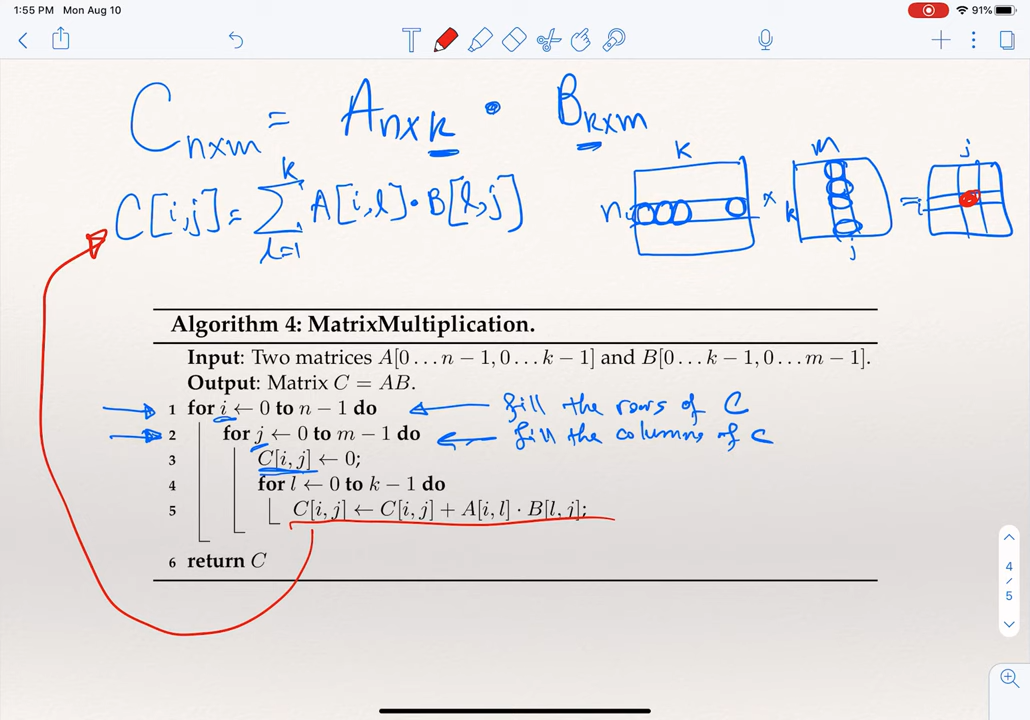 1:55 PM Mon Aug 10
91%
T
C n×m = A n×k · B k×m
C[i,j] = k ∑ l=1 A[i,l]·B[l,j]
k
m
j
n
i
×
k
=
i
j
Algorithm 4: MatrixMultiplication.
Input: Two matrices A[0…n − 1, 0…k − 1] and B[0…k − 1, 0…m − 1].
Output: Matrix C = AB.
1 for i ← 0 to n − 1 do fill the rows of C
2 for j ← 0 to m − 1 do fill the columns of C
3 C[i, j] ← 0;
4 for l ← 0 to k − 1 do
5 C[i, j] ← C[i, j] + A[i, l] · B[l, j];
6 return C
4
/
5